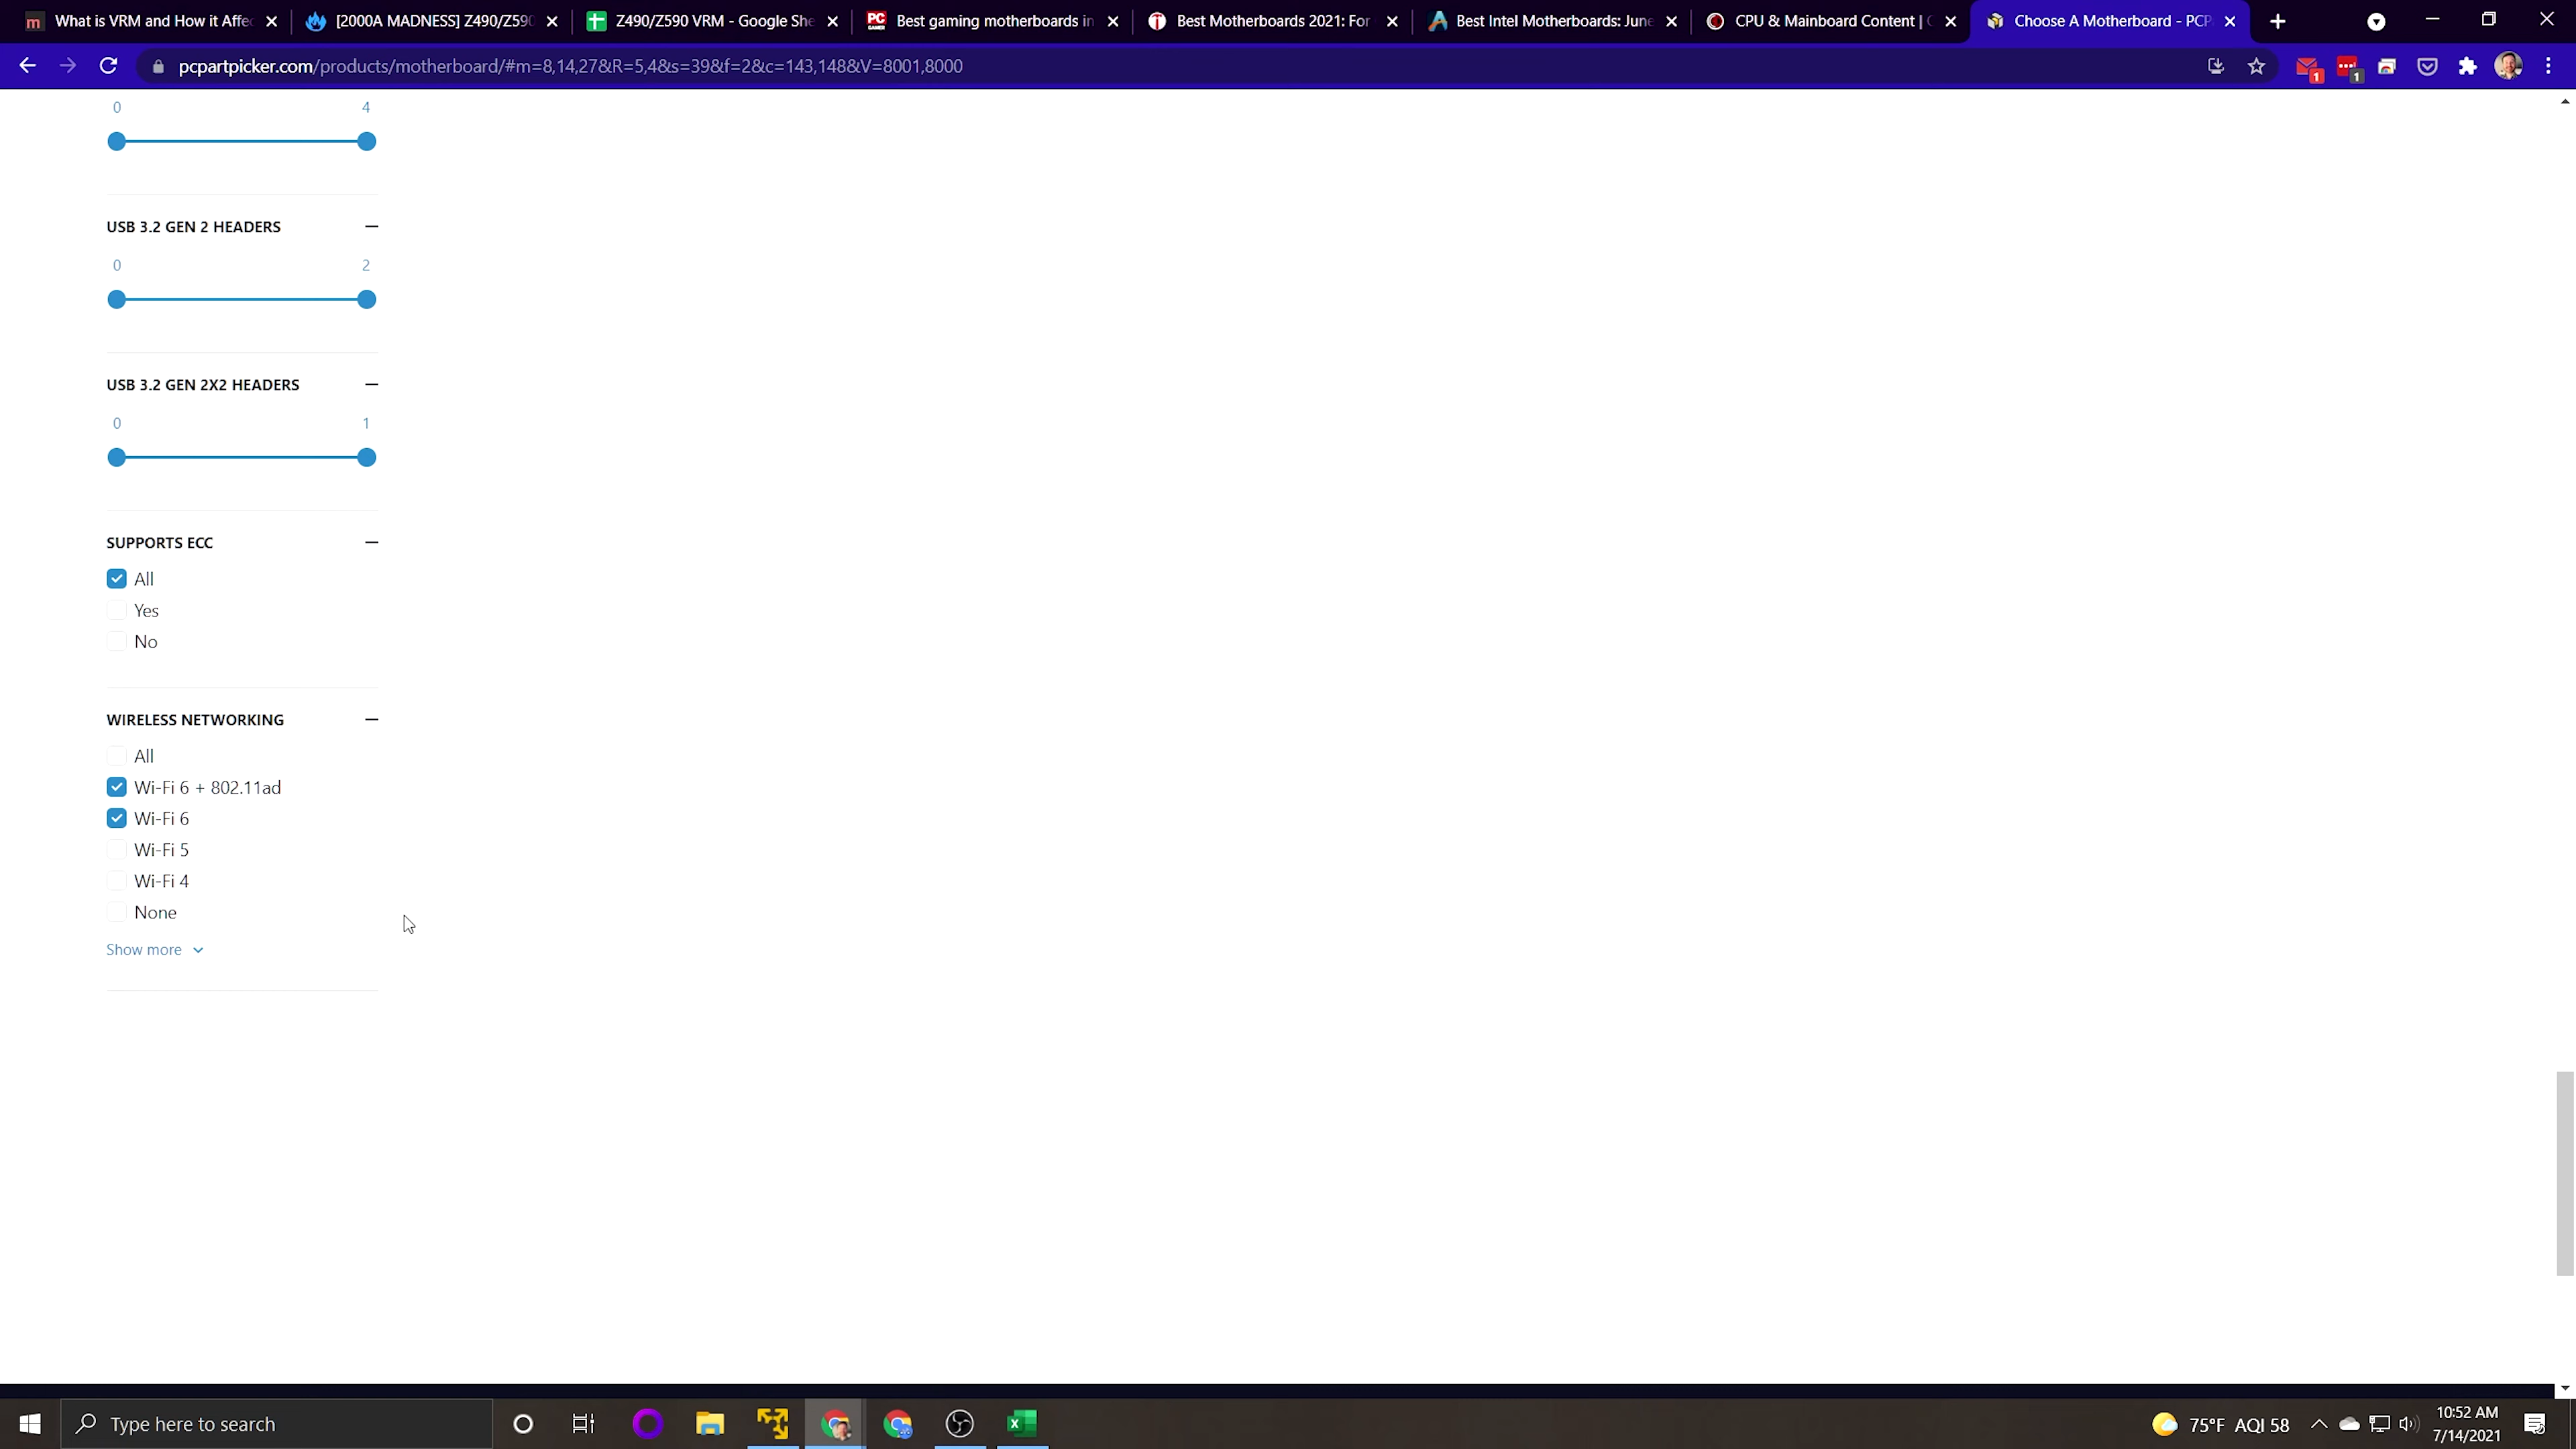 What is VRM and How it Affec
[2000A MADNESS] Z490/Z590
Z490/Z590 VRM - Google She
Best gaming motherboards in
Best Motherboards 2021: For
Best Intel Motherboards: June
CPU & Mainboard Content |
Choose A Motherboard - PCP
pcpartpicker.com/products/motherboard/#m=8,14,27&R=5,4&s=39&f=2&c=143,148&V=8001,8000
0 4
USB 3.2 GEN 2 HEADERS
0 2
USB 3.2 GEN 2X2 HEADERS
0 1
SUPPORTS ECC
All
Yes
No
WIRELESS NETWORKING
All
Wi-Fi 6 + 802.11ad
Wi-Fi 6
Wi-Fi 5
Wi-Fi 4
None
Show more
Type here to search
75°F AQI 58
10:52 AM
7/14/2021